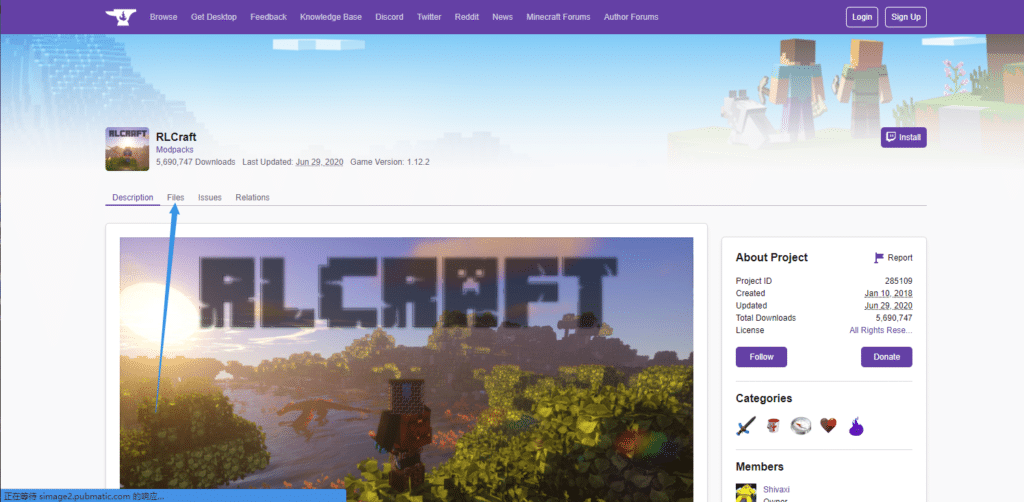 Browse Get Desktop Feedback Knowledge Base Discord Twitter Reddit News Minecraft Forums Author Forums Login Sign Up
RLCRAFT
RLCraft
Modpacks
5,690,747 Downloads Last Updated: Jun 29, 2020 Game Version: 1.12.2
Install
Description Files Issues Relations
RLCRAFT
About Project Report
Project ID 285109
Created Jan 10, 2018
Updated Jun 29, 2020
Total Downloads 5,690,747
License All Rights Rese...
Follow Donate
Categories
Members
Shivaxi
Owner
正在等待 simage2.pubmatic.com 的响应...